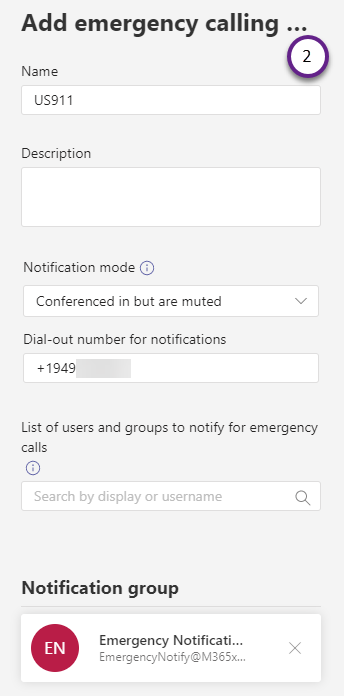 Add emergency calling ...
2
Name
US911
Description
Notification mode
Conferenced in but are muted
Dial-out number for notifications
+1949
List of users and groups to notify for emergency
calls
Search by display or username
Notification group
EN
Emergency Notificati...
EmergencyNotify@M365x...